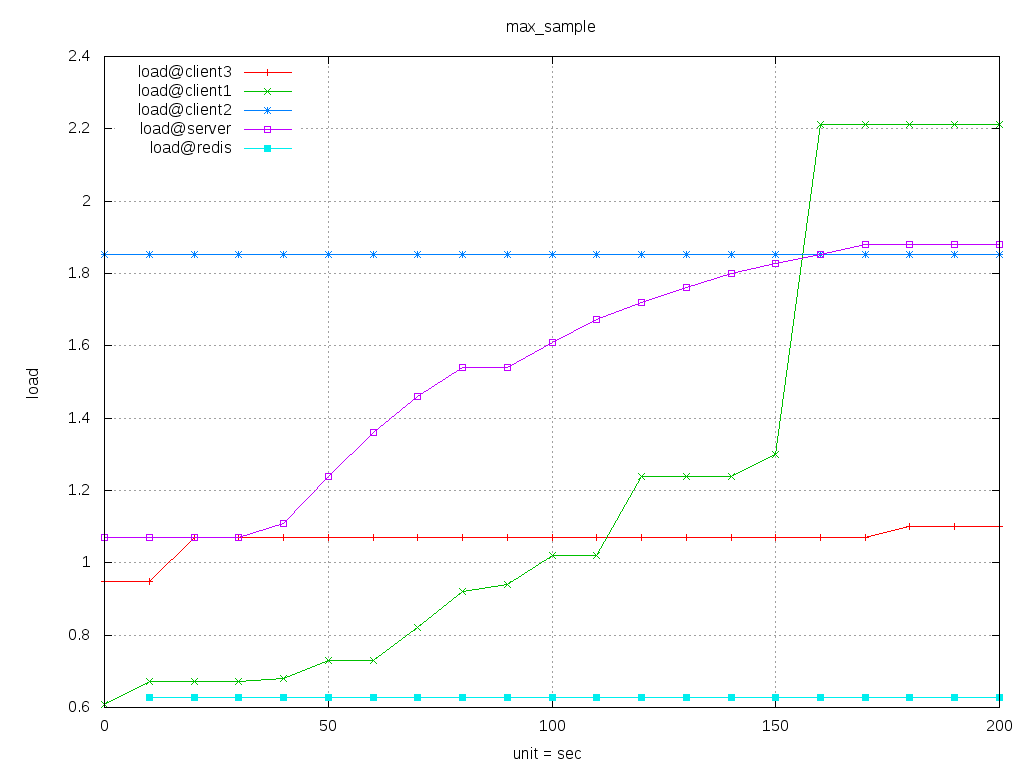 max_sample
load@client3
load@client1
load@client2
load@server
load@redis
2.4
2.2
2
1.8
1.6
1.4
1.2
1
0.8
0.6
load
0 50 100 150 200
unit = sec